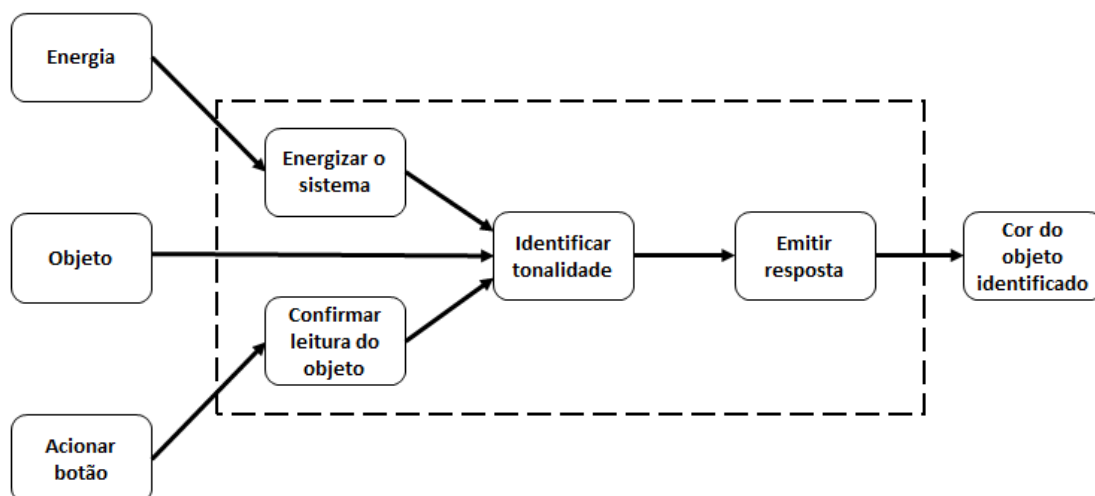 Energia
Energizar o
sistema
Objeto
Identificar
tonalidade
Emitir
resposta
Cor do
objeto
identificado
Confirmar
leitura do
objeto
Acionar
botão